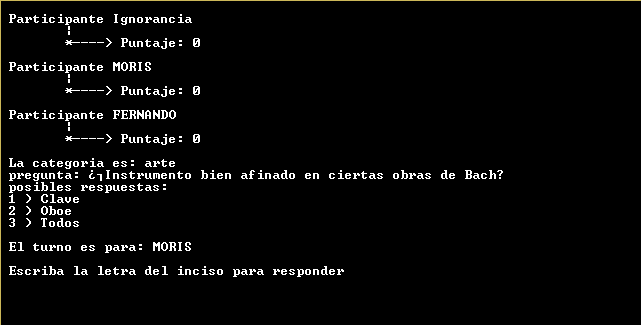 Participante Ignorancia
¦
*----> Puntaje: 0
Participante MORIS
¦
*----> Puntaje: 0
Participante FERNANDO
¦
*----> Puntaje: 0
La categoria es: arte
pregunta: ¿┐Instrumento bien afinado en ciertas obras de Bach?
posibles respuestas:
1 > Clave
2 > Oboe
3 > Todos
El turno es para: MORIS
Escriba la letra del inciso para responder